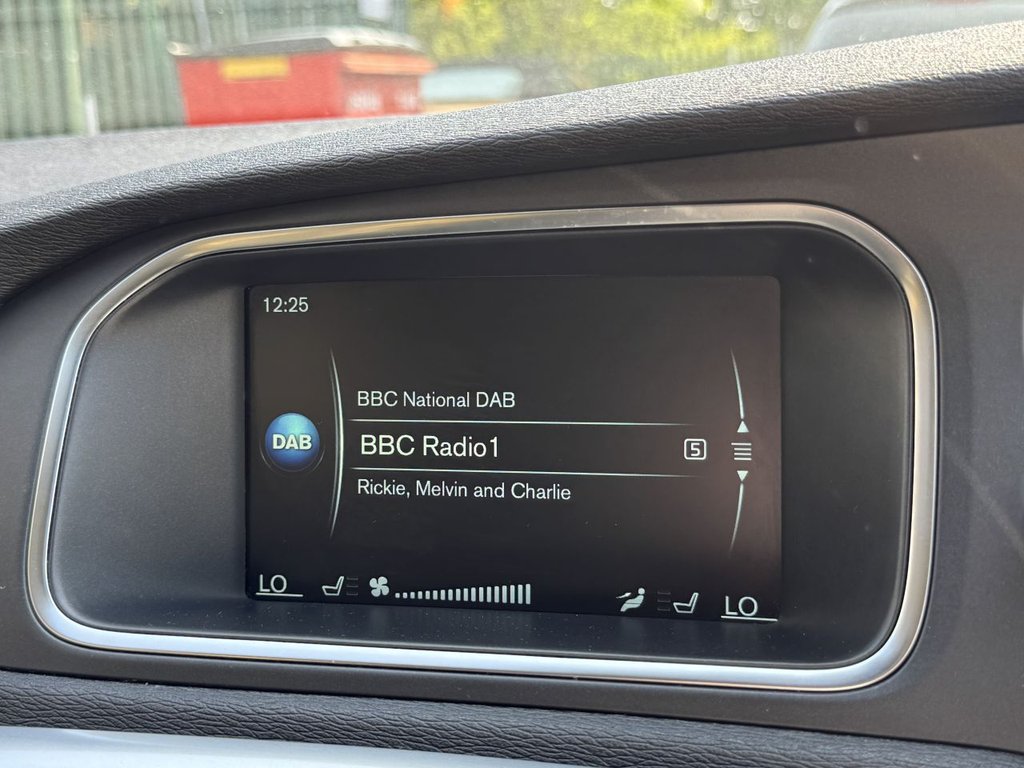 12:25
BBC National DAB
DAB
BBC Radio1
5
Rickie, Melvin and Charlie
LO
LO